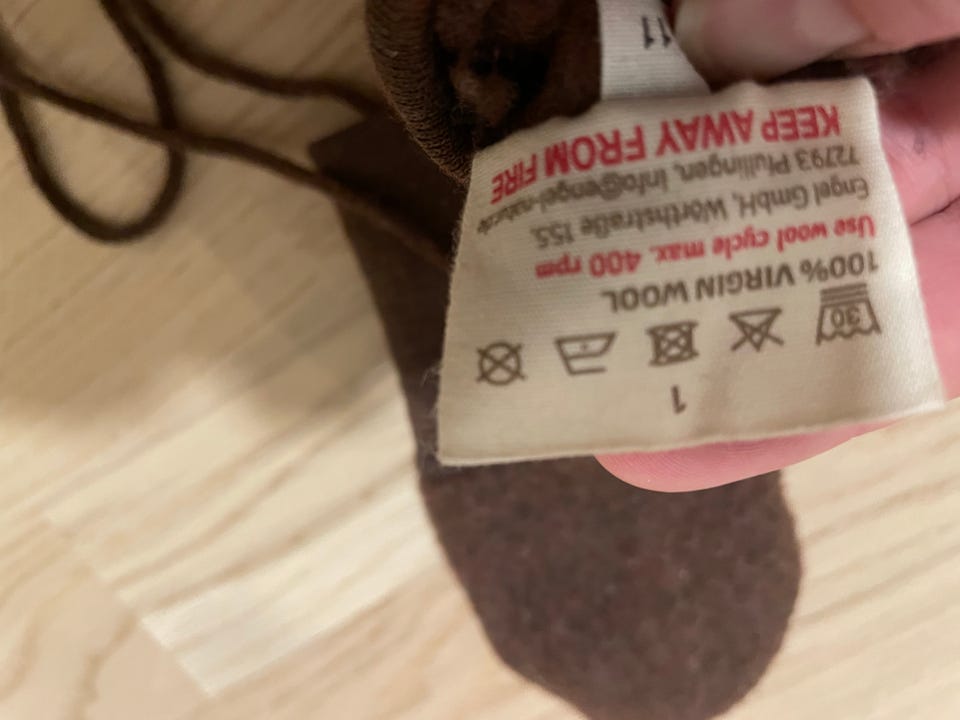 1
30
100% VIRGIN WOOL
Use wool cycle max. 400 rpm
Engel GmbH, Wörthstraße 155,
72793 Pfullingen, info@engel-natur.de
KEEP AWAY FROM FIRE
11